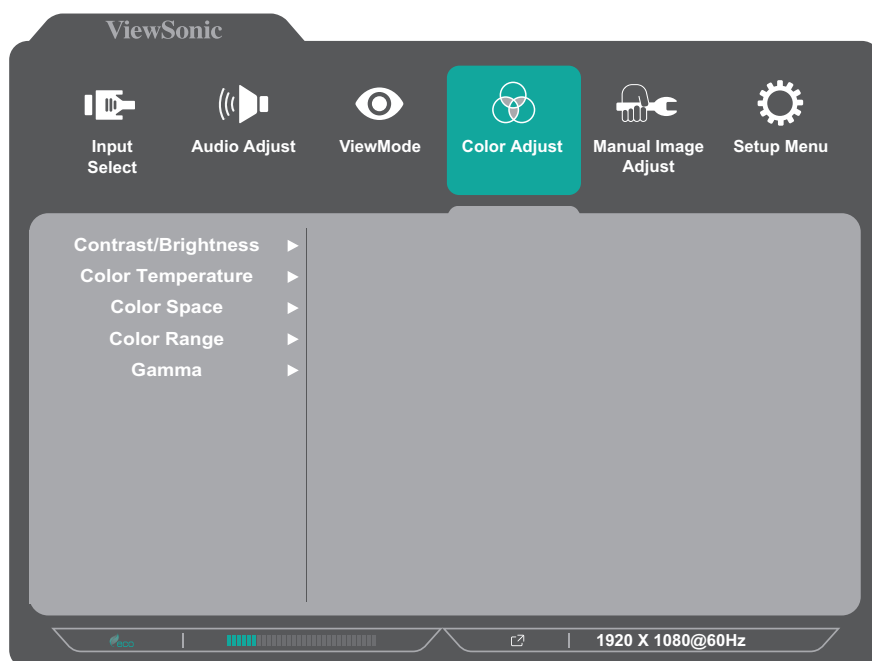 ViewSonic
Input
Select
Audio Adjust
ViewMode
Color Adjust
Manual Image
Adjust
Setup Menu
Contrast/Brightness
Color Temperature
Color Space
Color Range
Gamma
eco
1920 X 1080@60Hz